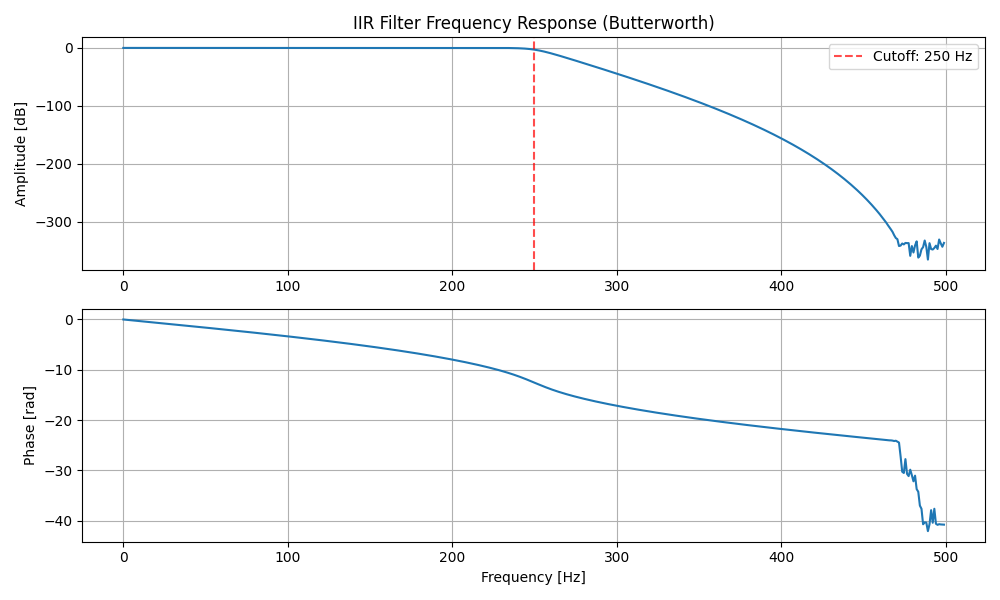 IIR Filter Frequency Response (Butterworth)
Cutoff: 250 Hz
Amplitude [dB]
0
−100
−200
−300
0 100 200 300 400 500
Phase [rad]
0
−10
−20
−30
−40
0 100 200 300 400 500
Frequency [Hz]